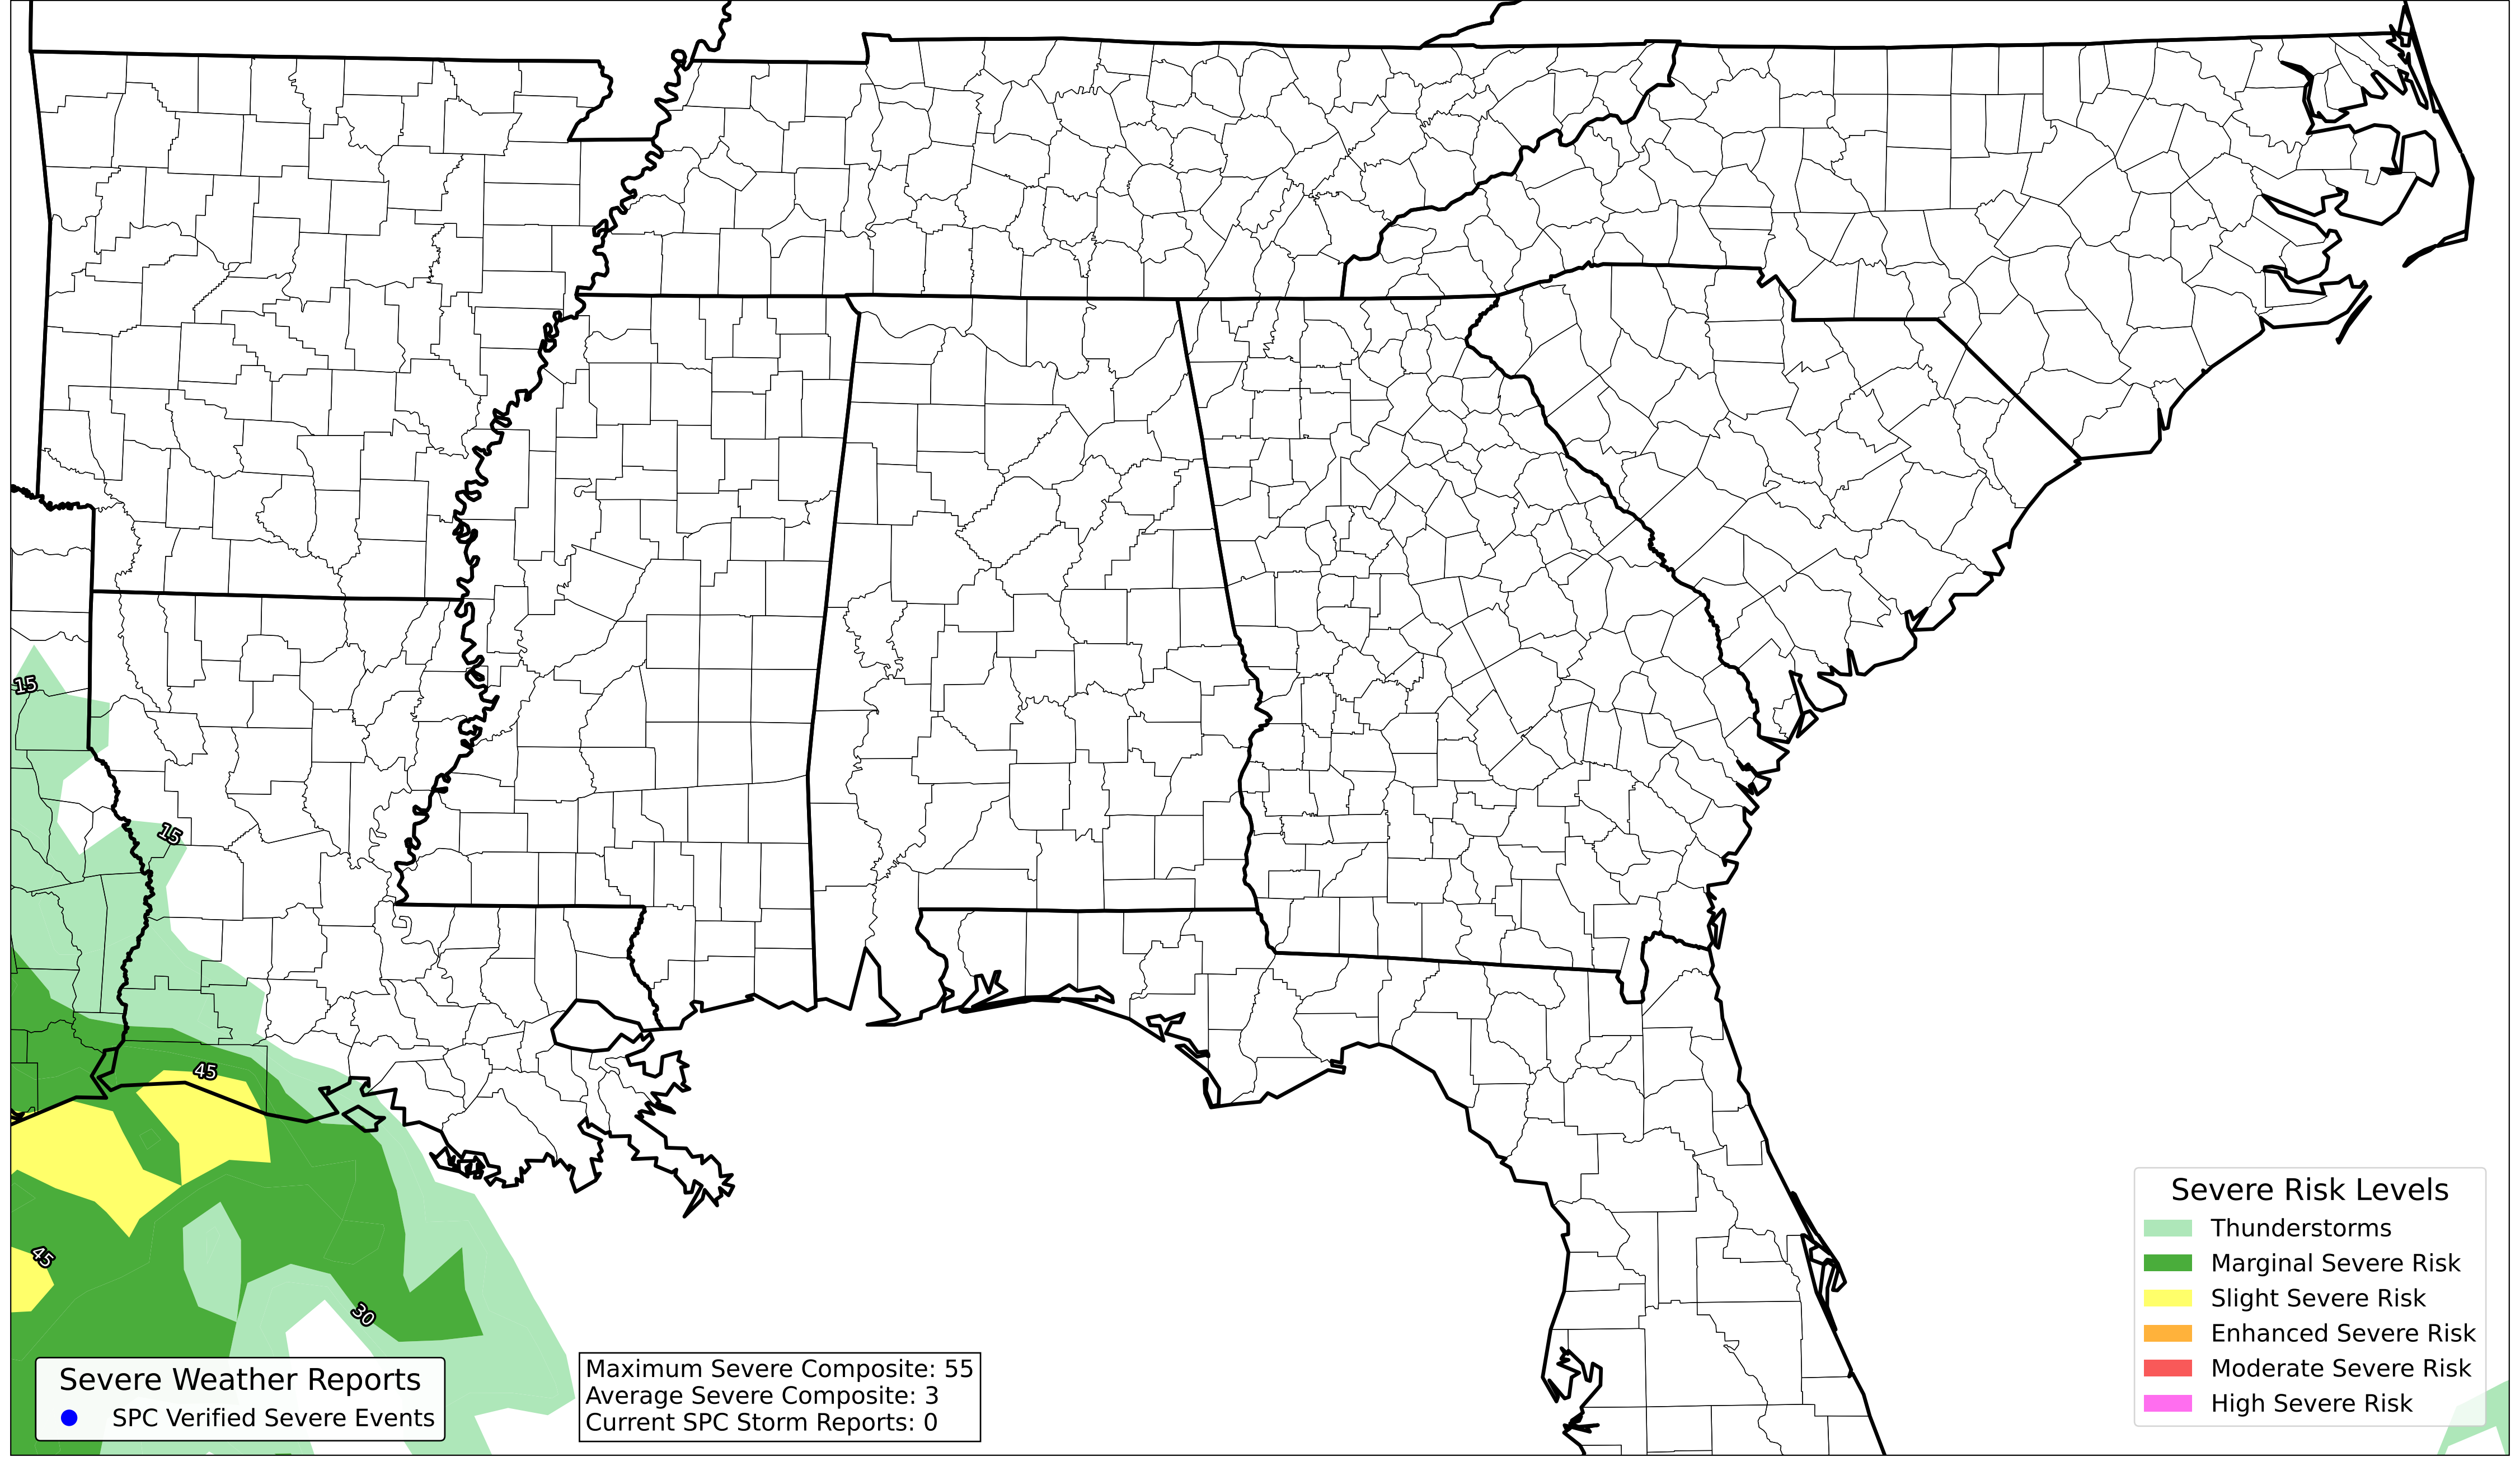 15
15
45
45
30
Severe Weather Reports
SPC Verified Severe Events
Maximum Severe Composite: 55
Average Severe Composite: 3
Current SPC Storm Reports: 0
Severe Risk Levels
Thunderstorms
Marginal Severe Risk
Slight Severe Risk
Enhanced Severe Risk
Moderate Severe Risk
High Severe Risk